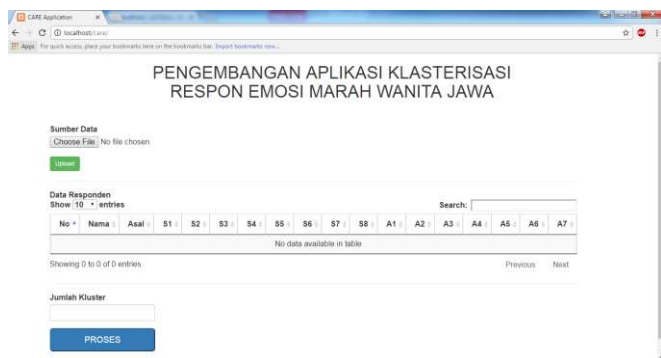 CARE Application
localhost/care/
Apps For quick access, place your bookmarks here on the bookmarks bar. Import bookmarks now...
PENGEMBANGAN APLIKASI KLASTERISASI
RESPON EMOSI MARAH WANITA JAWA
Sumber Data
Choose File No file chosen
Upload
Data Responden
Show 10 entries Search:
No Nama Asal S1 S2 S3 S4 S5 S6 S7 S8 A1 A2 A3 A4 A5 A6 A7
No data available in table
Showing 0 to 0 of 0 entries Previous Next
Jumlah Kluster
PROSES